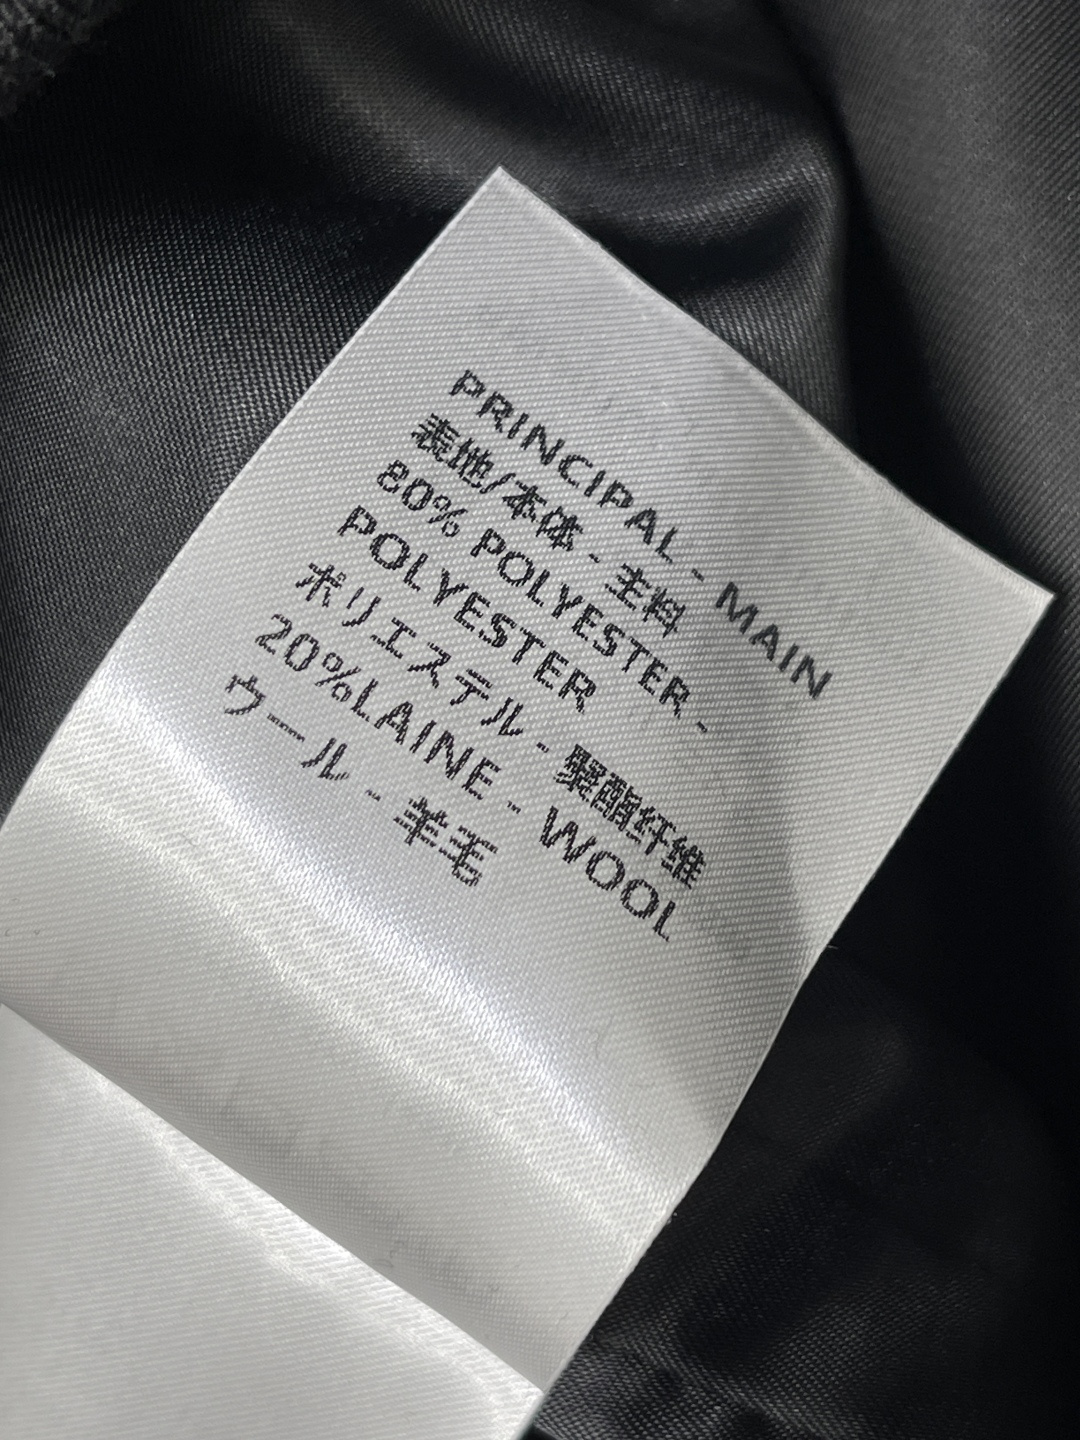 PRINCIPAL - MAIN
表地/本体 - 主料
80% POLYESTER -
POLYESTER
ポリエステル - 聚酯纤维
20%LAINE - WOOL
ウール - 羊毛